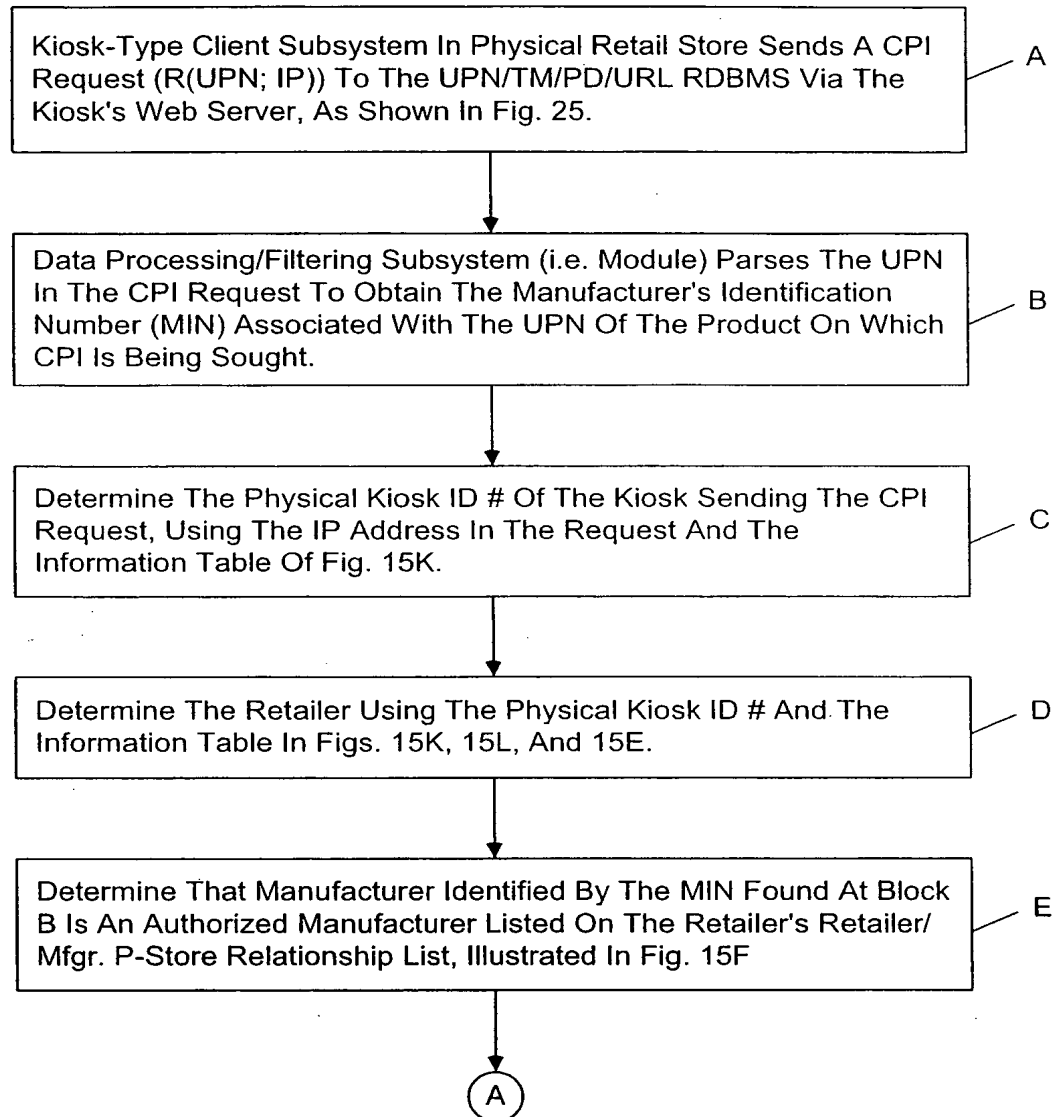 Kiosk-Type Client Subsystem In Physical Retail Store Sends A CPI
Request (R(UPN; IP)) To The UPN/TM/PD/URL RDBMS Via The
Kiosk's Web Server, As Shown In Fig. 25.
A
Data Processing/Filtering Subsystem (i.e. Module) Parses The UPN
In The CPI Request To Obtain The Manufacturer's Identification
Number (MIN) Associated With The UPN Of The Product On Which
CPI Is Being Sought.
B
Determine The Physical Kiosk ID # Of The Kiosk Sending The CPI
Request, Using The IP Address In The Request And The
Information Table Of Fig. 15K.
C
Determine The Retailer Using The Physical Kiosk ID # And The
Information Table In Figs. 15K, 15L, And 15E.
D
Determine That Manufacturer Identified By The MIN Found At Block
B Is An Authorized Manufacturer Listed On The Retailer's Retailer/
Mfgr. P-Store Relationship List, Illustrated In Fig. 15F
E
A